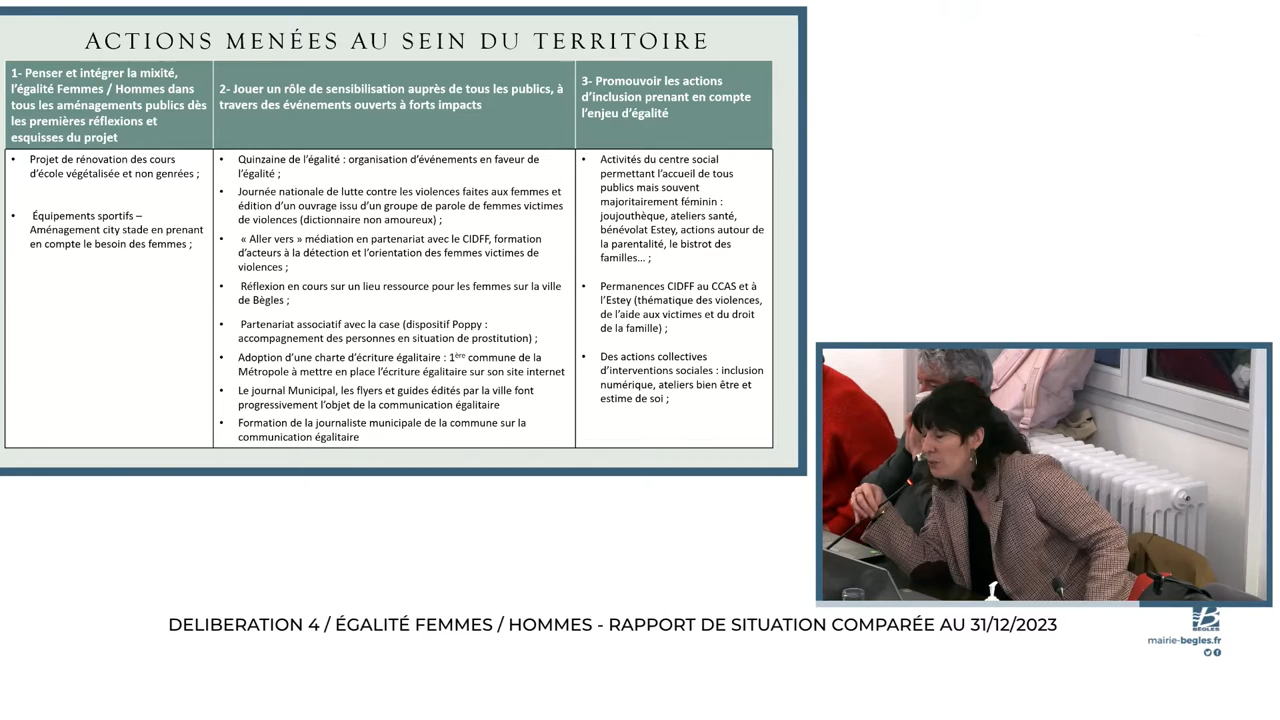 ACTIONS MENÉES AU SEIN DU TERRITOIRE
1- Penser et intégrer la mixité,
l’égalité Femmes / Hommes dans
tous les aménagements publics dès
les premières réflexions et
esquisses du projet
2- Jouer un rôle de sensibilisation auprès de tous les publics, à
travers des événements ouverts à forts impacts
3- Promouvoir les actions
d’inclusion prenant en compte
l’enjeu d’égalité
• Projet de rénovation des cours
d’école végétalisée et non genrées ;
• Équipements sportifs –
Aménagement city stade en prenant
en compte le besoin des femmes ;
• Quinzaine de l’égalité : organisation d’événements en faveur de
l’égalité ;
• Journée nationale de lutte contre les violences faites aux femmes et
édition d’un ouvrage issu d’un groupe de parole de femmes victimes
de violences (dictionnaire non amoureux) ;
• « Aller vers » médiation en partenariat avec le CIDFF, formation
d’acteurs à la détection et l’orientation des femmes victimes de
violences ;
• Réflexion en cours sur un lieu ressource pour les femmes sur la ville
de Bègles ;
• Partenariat associatif avec la case (dispositif Poppy :
accompagnement des personnes en situation de prostitution) ;
• Adoption d’une charte d’écriture égalitaire : 1ère commune de la
Métropole à mettre en place l’écriture égalitaire sur son site internet
• Le journal Municipal, les flyers et guides édités par la ville font
progressivement l’objet de la communication égalitaire
• Formation de la journaliste municipale de la commune sur la
communication égalitaire
• Activités du centre social
permettant l’accueil de tous
publics mais souvent
majoritairement féminin :
joujouthèque, ateliers santé,
bénévolat Estey, actions autour de
la parentalité, le bistrot des
familles… ;
• Permanences CIDFF au CCAS et à
l’Estey (thématique des violences,
de l’aide aux victimes et du droit
de la famille) ;
• Des actions collectives
d’interventions sociales : inclusion
numérique, ateliers bien être et
estime de soi ;
DELIBERATION 4 / ÉGALITÉ FEMMES / HOMMES - RAPPORT DE SITUATION COMPARÉE AU 31/12/2023
BÈGLES
mairie-begles.fr